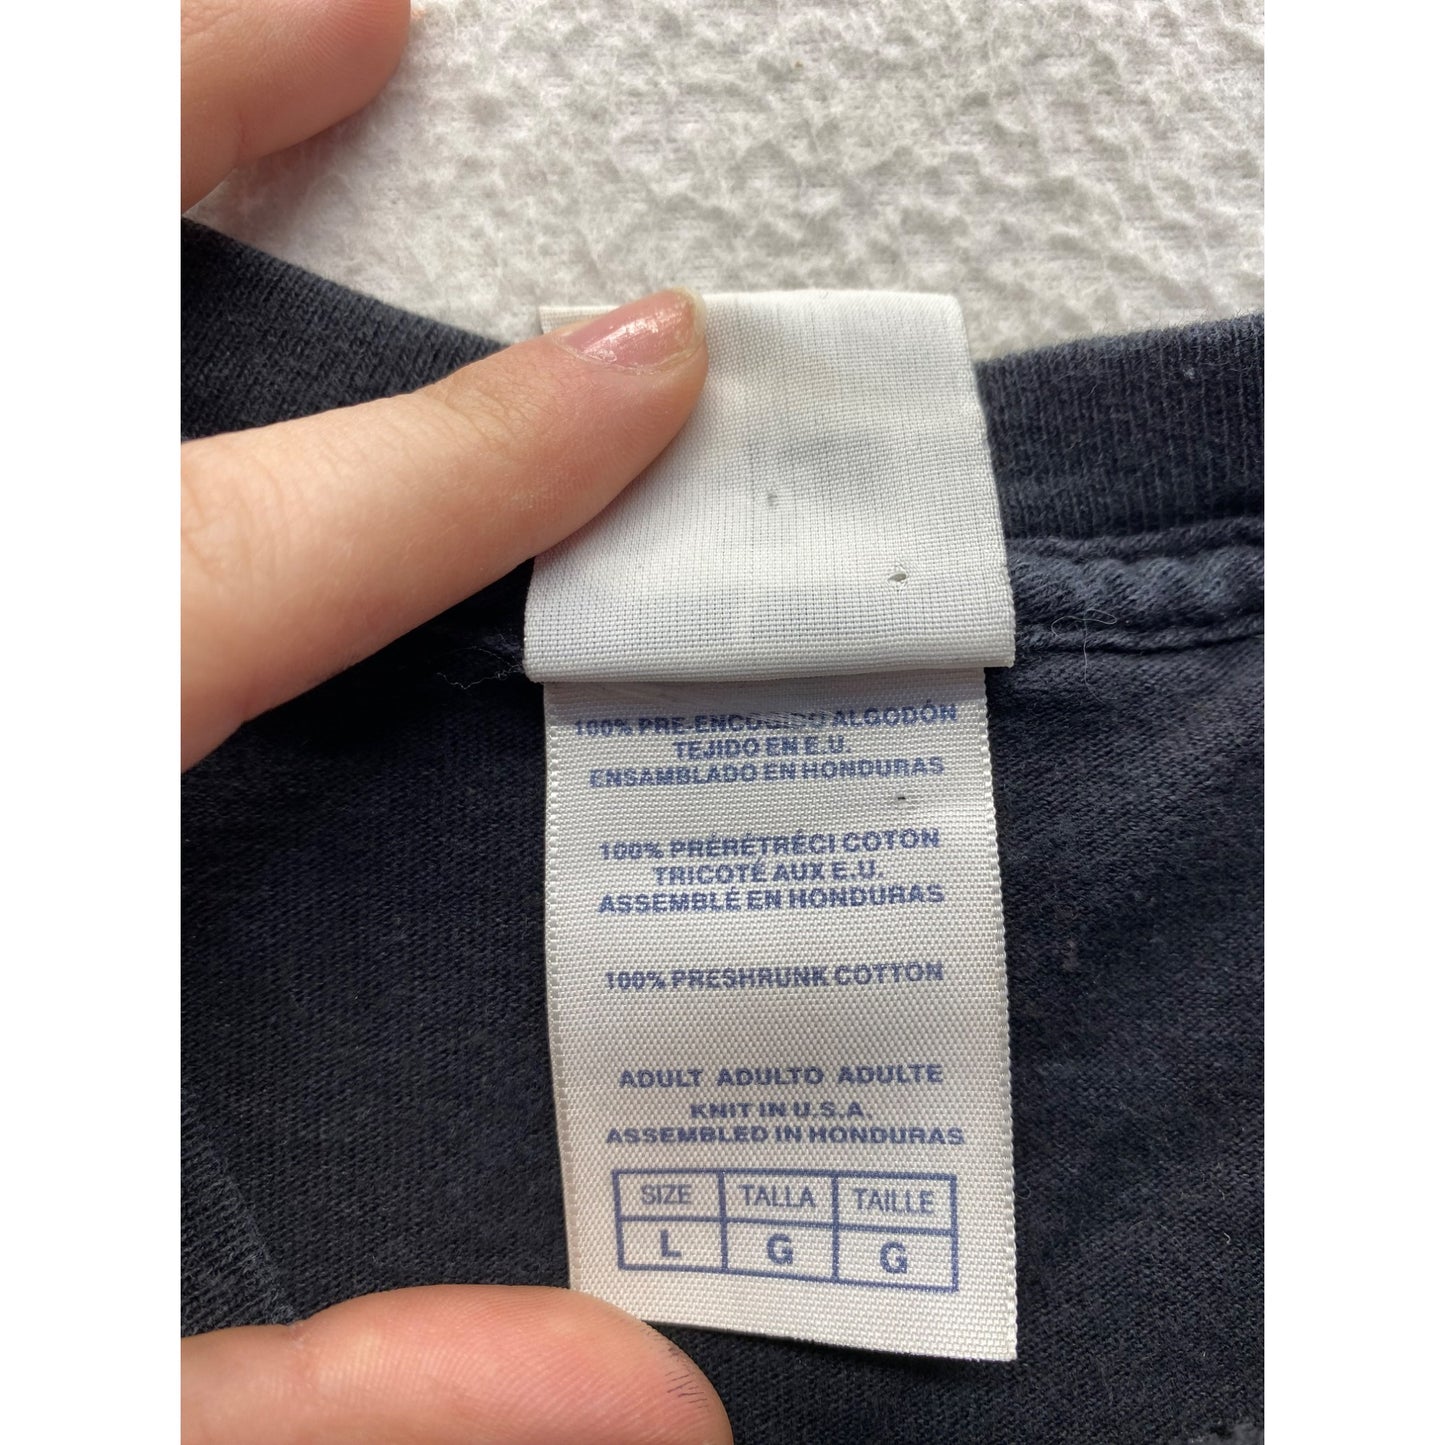 100% PRE-ENCOGIDO ALGODÓN
TEJIDO EN E.U.
ENSAMBLADO EN HONDURAS
100% PRÉRÉTRÉCI COTON
TRICOTÉ AUX E.U.
ASSEMBLÉ EN HONDURAS
100% PRESHRUNK COTTON
ADULT ADULTO ADULTE
KNIT IN U.S.A.
ASSEMBLED IN HONDURAS
SIZE TALLA TAILLE
L G G